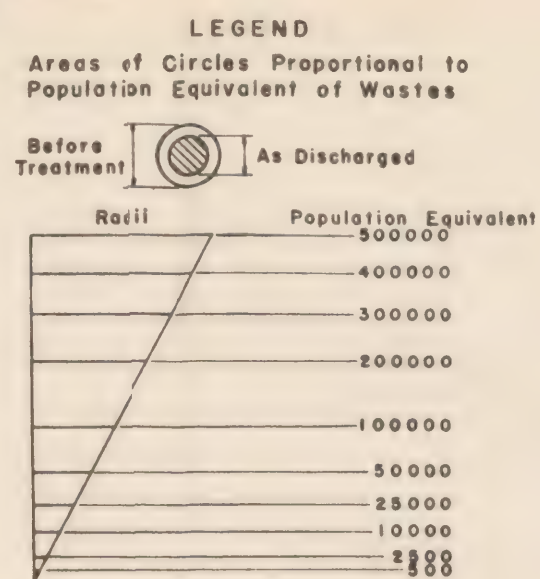 LEGEND
Areas of Circles Proportional to
Population Equivalent of Wastes
Before
Treatment
As Discharged
Radii Population Equivalent
500000
400000
300000
200000
100000
50000
25000
10000
2500
500